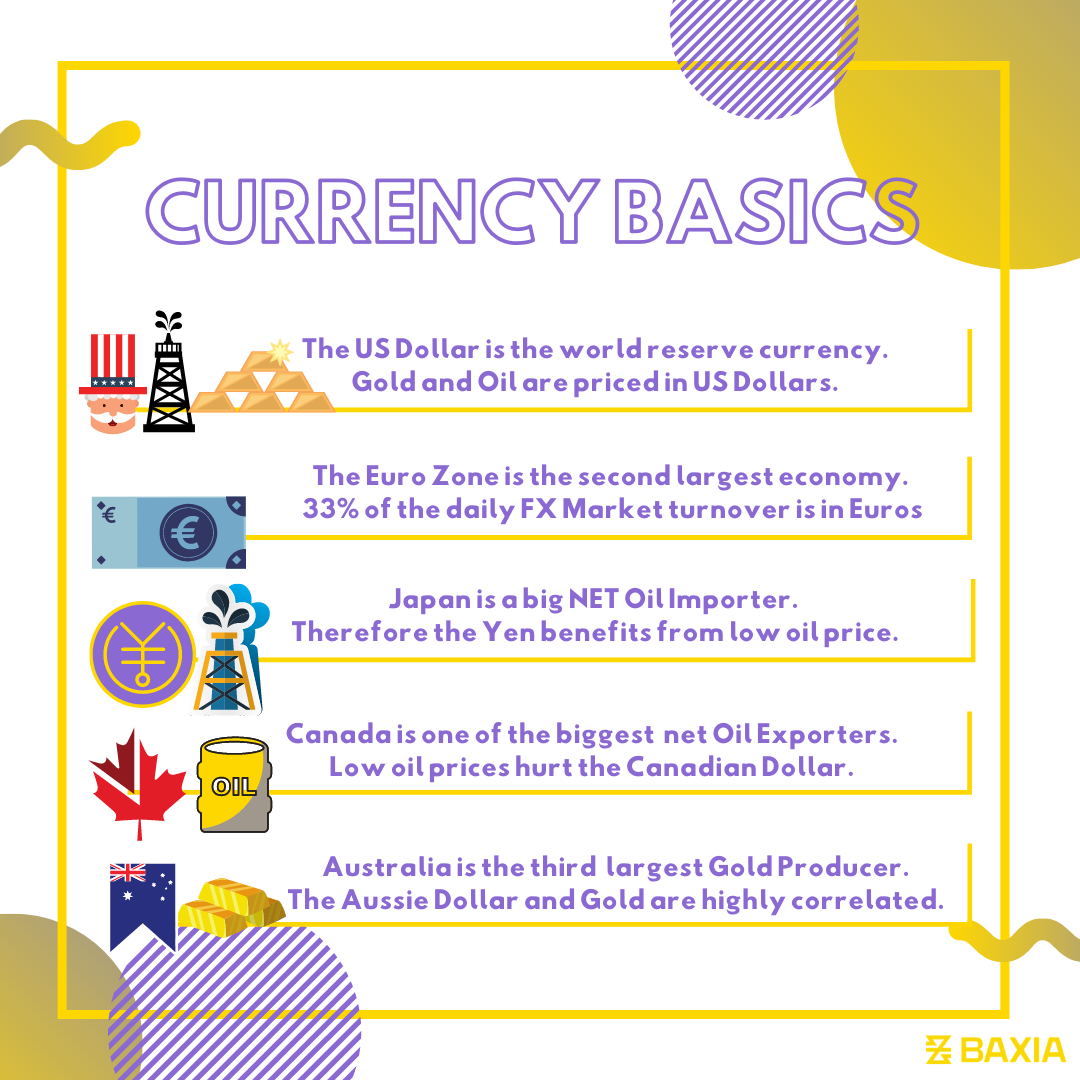 CURRENCY BASICS
The US Dollar is the world reserve currency.
Gold and Oil are priced in US Dollars.
The Euro Zone is the second largest economy.
33% of the daily FX Market turnover is in Euros
€
€
Japan is a big NET Oil Importer.
Therefore the Yen benefits from low oil price.
Canada is one of the biggest net Oil Exporters.
Low oil prices hurt the Canadian Dollar.
OIL
Australia is the third largest Gold Producer.
The Aussie Dollar and Gold are highly correlated.
BAXIA